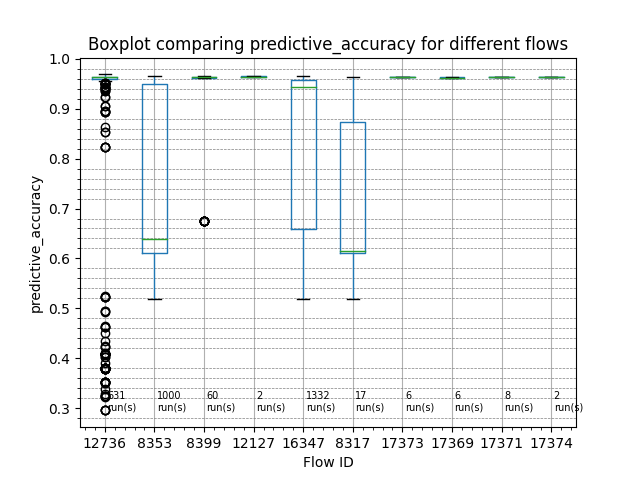 Boxplot comparing predictive_accuracy for different flows
predictive_accuracy
1.0
0.9
0.8
0.7
0.6
0.5
0.4
0.3
531 1000 60 2 1332 17 6 6 8 2
run(s) run(s) run(s) run(s) run(s) run(s) run(s) run(s) run(s) run(s)
12736 8353 8399 12127 16347 8317 17373 17369 17371 17374
Flow ID